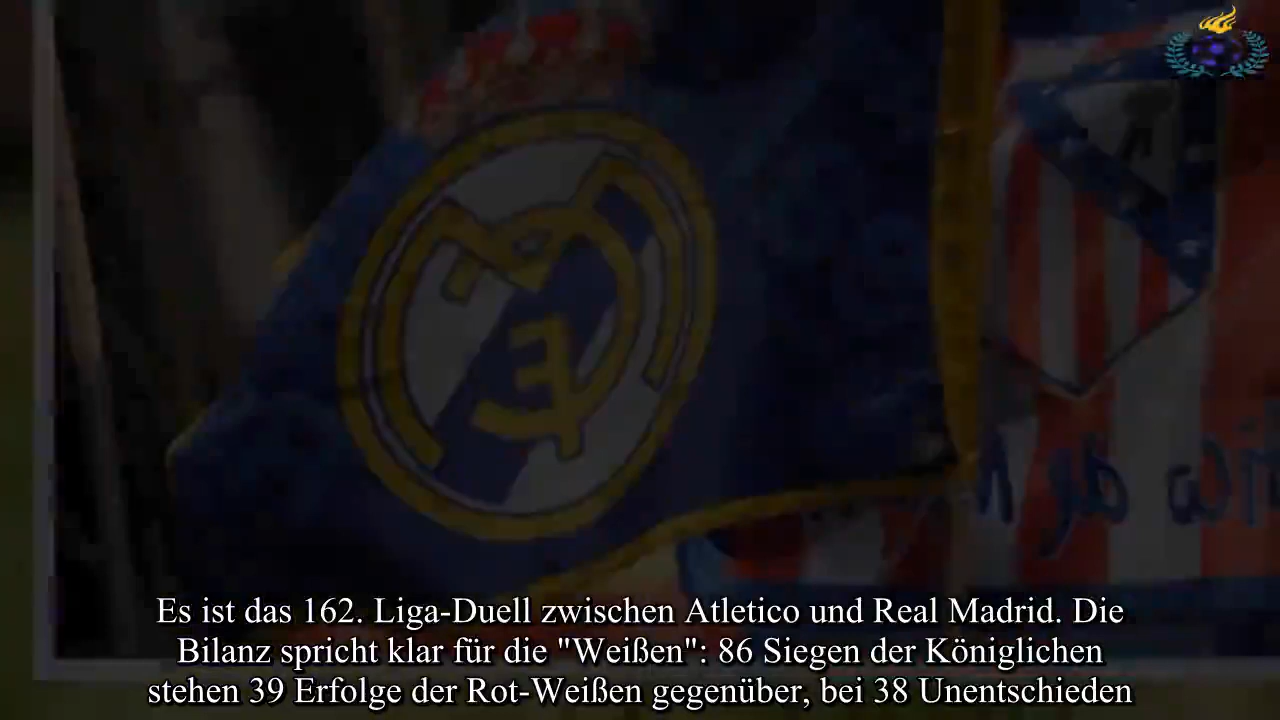 Es ist das 162. Liga-Duell zwischen Atletico und Real Madrid. Die
Bilanz spricht klar für die "Weißen": 86 Siegen der Königlichen
stehen 39 Erfolge der Rot-Weißen gegenüber, bei 38 Unentschieden